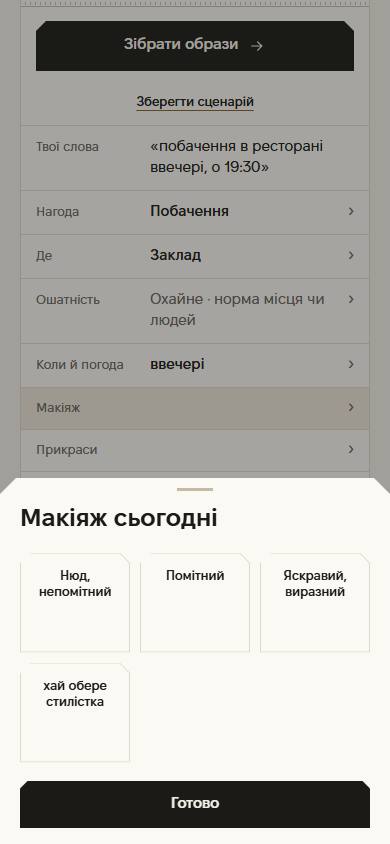 Зібрати образи →
Зберегти сценарій
Твої слова
«побачення в ресторані
ввечері, о 19:30»
Нагода
Побачення
Де
Заклад
Ошатність
Охайне · норма місця чи
людей
Коли й погода
ввечері
Макіяж
Прикраси
Макіяж сьогодні
Нюд,
непомітний
Помітний
Яскравий,
виразний
хай обере
стилістка
Готово